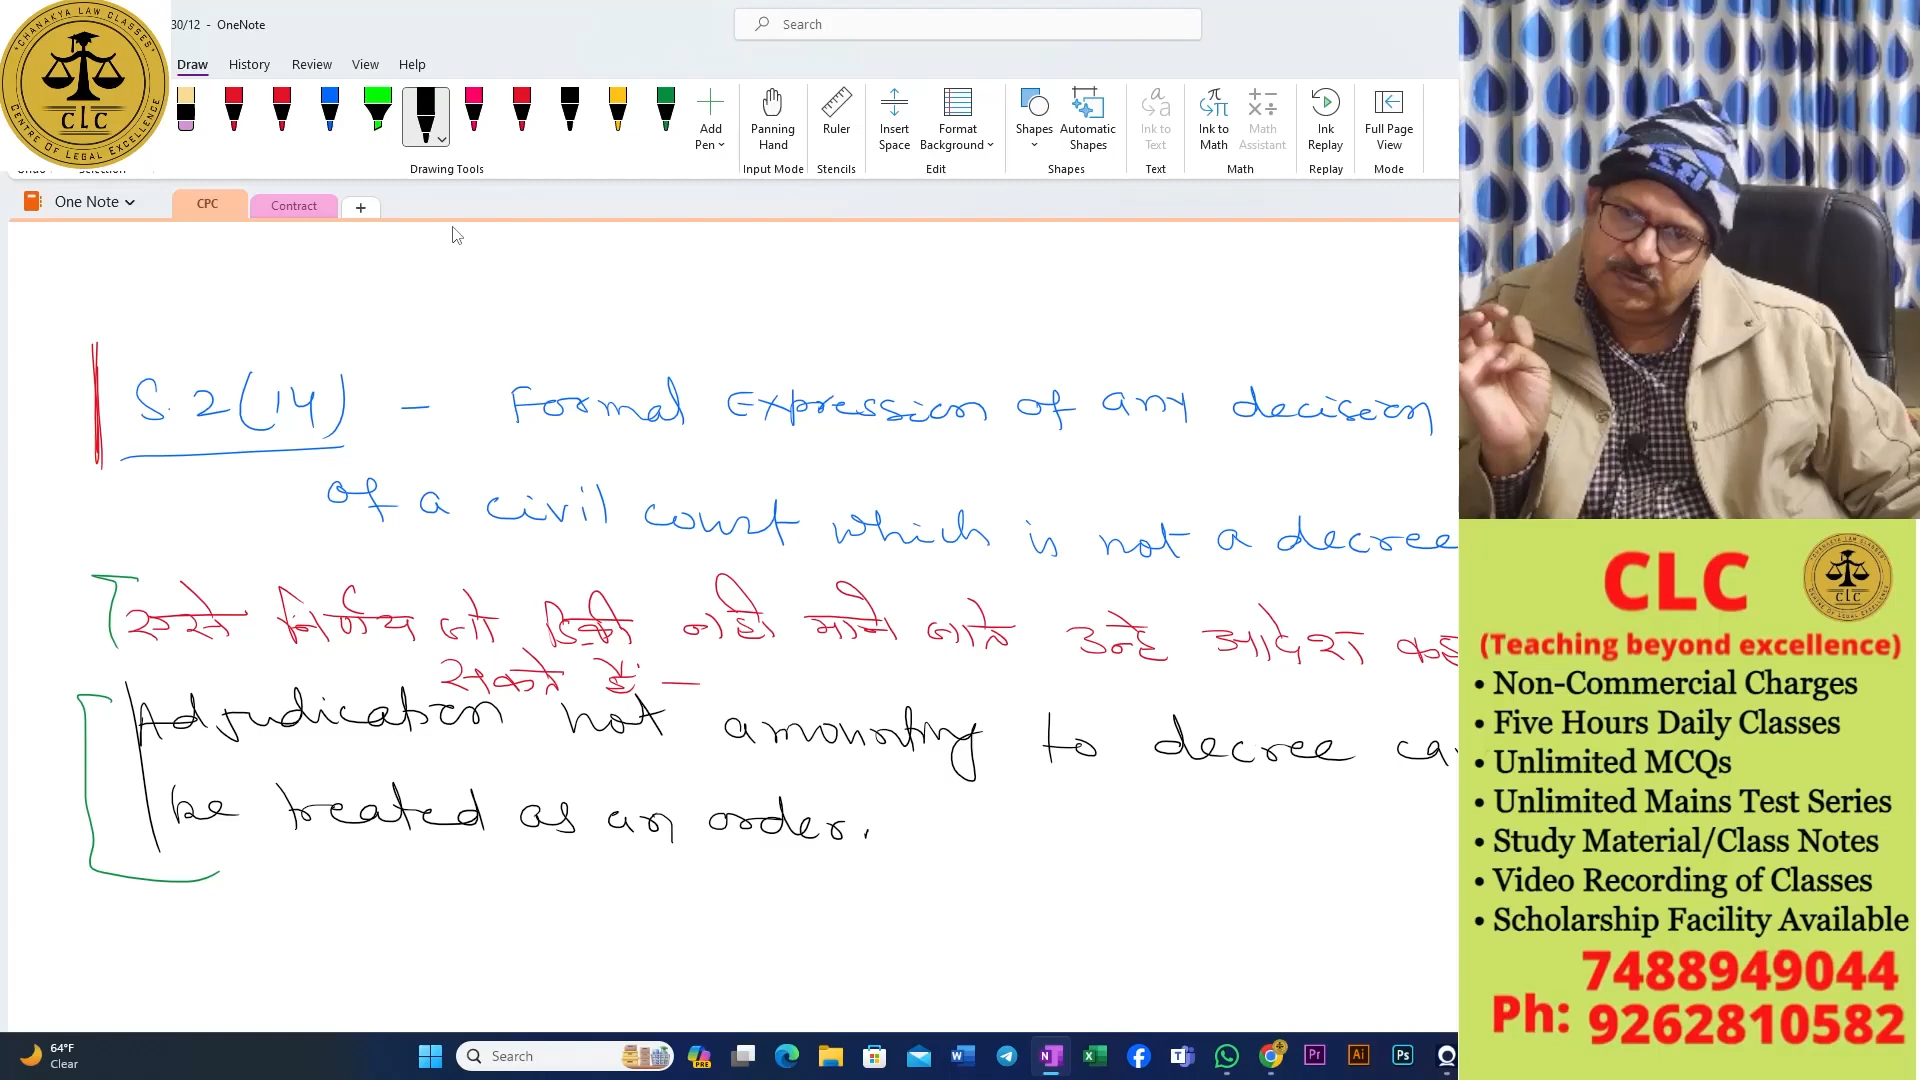 CHANAKYA LAW CLASSES
CLC
CENTRE OF LEGAL EXCELLENCE
30/12 - OneNote
Search
Draw History Review View Help
Add Pen
Panning Hand
Ruler
Insert Space
Format Background
Shapes
Automatic Shapes
Ink to Text
Ink to Math
Math Assistant
Ink Replay
Full Page View
Drawing Tools
Input Mode
Stencils
Edit
Shapes
Text
Math
Replay
Mode
One Note
CPC
Contract
S. 2(14) - Formal Expression of any decision
of a civil court which is not a decree
निर्णय जो डिक्री नही माने जाते उन्हे आदेश कह
सकते हैं —
Adjudication not amounting to decree ca
be treated as an order.
CLC
(Teaching beyond excellence)
• Non-Commercial Charges
• Five Hours Daily Classes
• Unlimited MCQs
• Unlimited Mains Test Series
• Study Material/Class Notes
• Video Recording of Classes
• Scholarship Facility Available
Ph: 7488949044
9262810582
64°F
Clear
Search